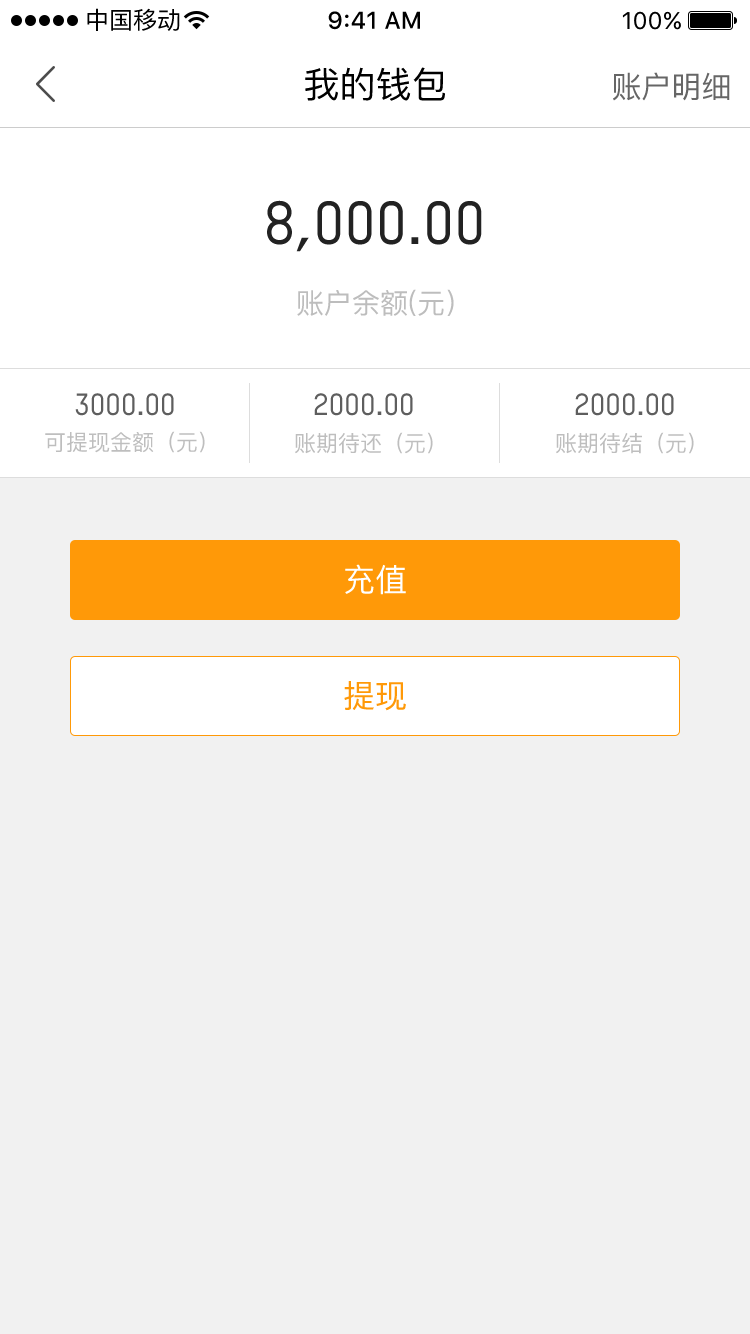 中国移动 9:41 AM 100%
我的钱包 账户明细
8,000.00
账户余额(元)
3000.00 2000.00 2000.00
可提现金额（元） 账期待还（元） 账期待结（元）
充值
提现